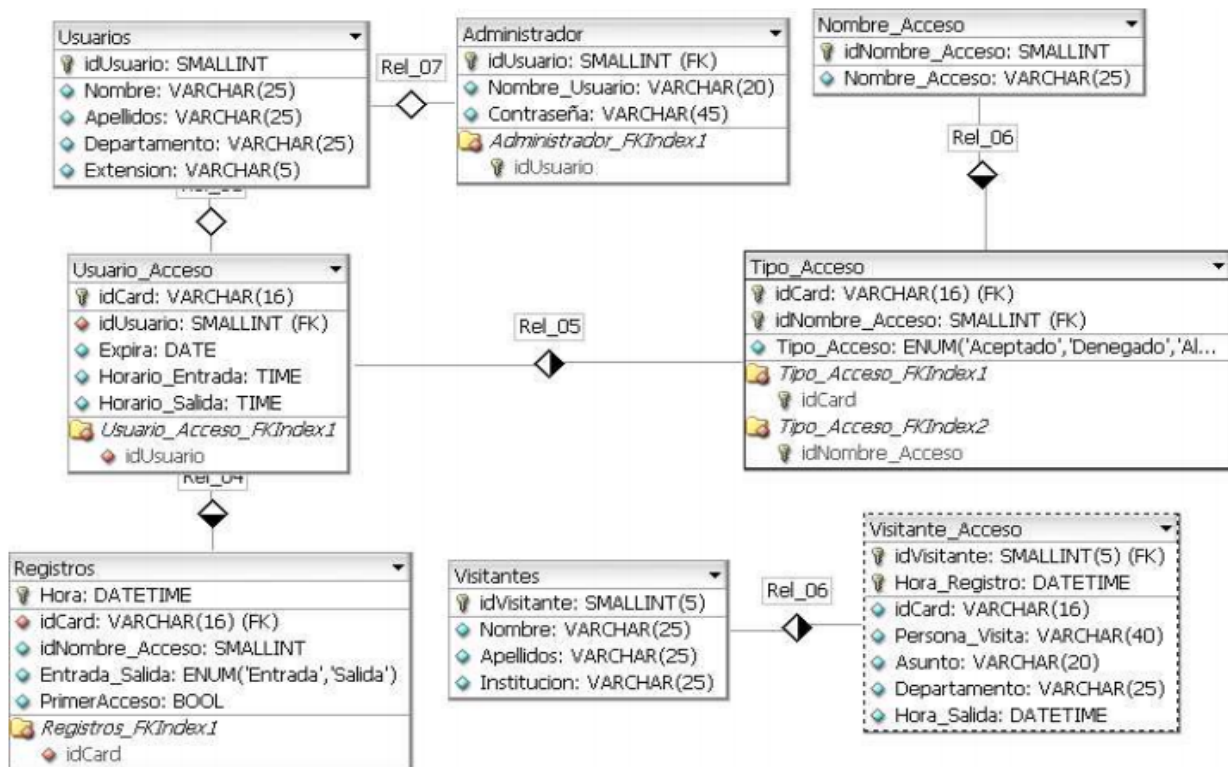 Usuarios
idUsuario: SMALLINT
Nombre: VARCHAR(25)
Apellidos: VARCHAR(25)
Departamento: VARCHAR(25)
Extension: VARCHAR(5)
Rel_07
Administrador
idUsuario: SMALLINT (FK)
Nombre_Usuario: VARCHAR(20)
Contraseña: VARCHAR(45)
Administrador_FKIndex1
idUsuario
Nombre_Acceso
idNombre_Acceso: SMALLINT
Nombre_Acceso: VARCHAR(25)
Rel_06
Usuario_Acceso
idCard: VARCHAR(16)
idUsuario: SMALLINT (FK)
Expira: DATE
Horario_Entrada: TIME
Horario_Salida: TIME
Usuario_Acceso_FKIndex1
idUsuario
Rel_05
Tipo_Acceso
idCard: VARCHAR(16) (FK)
idNombre_Acceso: SMALLINT (FK)
Tipo_Acceso: ENUM('Aceptado','Denegado','Al...
Tipo_Acceso_FKIndex1
idCard
Tipo_Acceso_FKIndex2
idNombre_Acceso
Rel_04
Registros
Hora: DATETIME
idCard: VARCHAR(16) (FK)
idNombre_Acceso: SMALLINT
Entrada_Salida: ENUM('Entrada','Salida')
PrimerAcceso: BOOL
Registros_FKIndex1
idCard
Visitantes
idVisitante: SMALLINT(5)
Nombre: VARCHAR(25)
Apellidos: VARCHAR(25)
Institucion: VARCHAR(25)
Rel_06
Visitante_Acceso
idVisitante: SMALLINT(5) (FK)
Hora_Registro: DATETIME
idCard: VARCHAR(16)
Persona_Visita: VARCHAR(40)
Asunto: VARCHAR(20)
Departamento: VARCHAR(25)
Hora_Salida: DATETIME